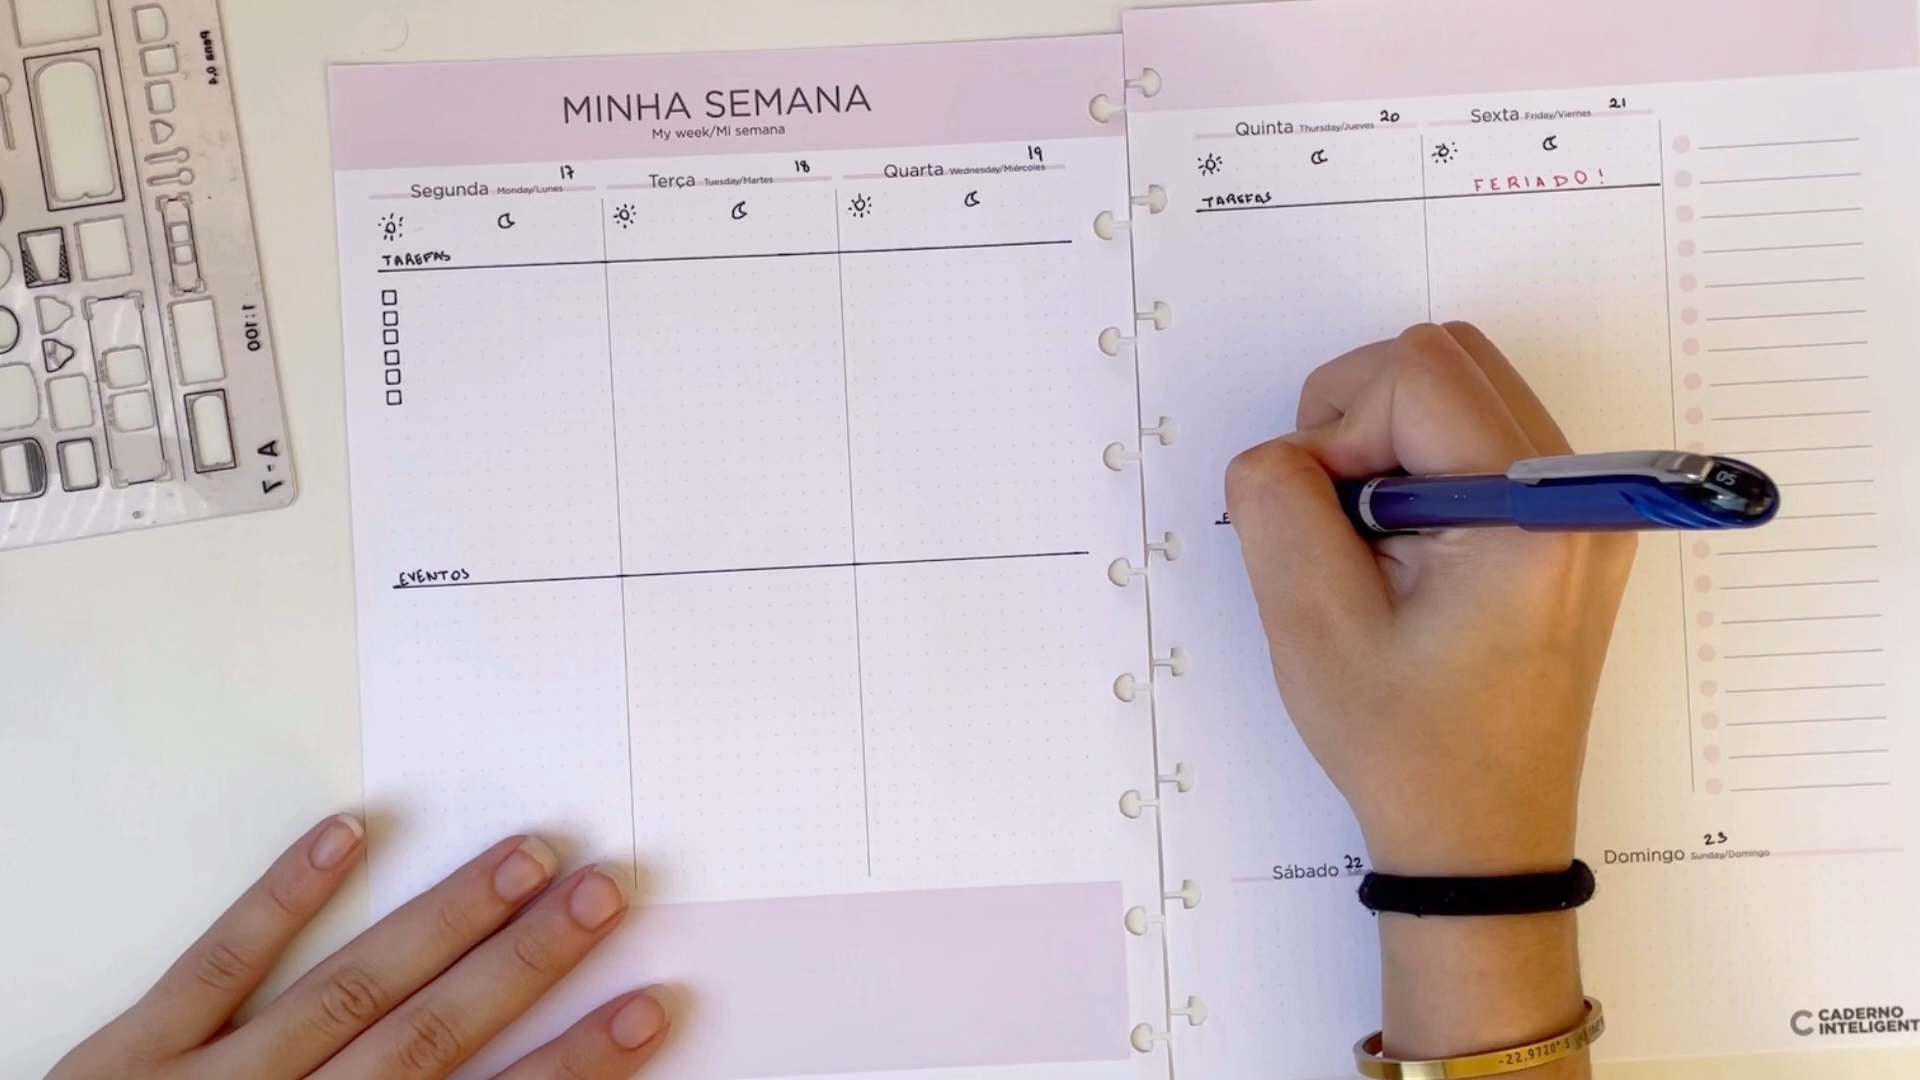 MINHA SEMANA
My week/Mi semana
Segunda Monday/Lunes 17
Terça Tuesday/Martes 18
Quarta Wednesday/Miércoles 19
TAREFAS
EVENTOS
Quinta Thursday/Jueves 20
Sexta Friday/Viernes 21
FERIADO!
TAREFAS
Sábado 22
Domingo Sunday/Domingo 23
CADERNO
INTELIGENT
05
-22.9720° S
1:100
T-A